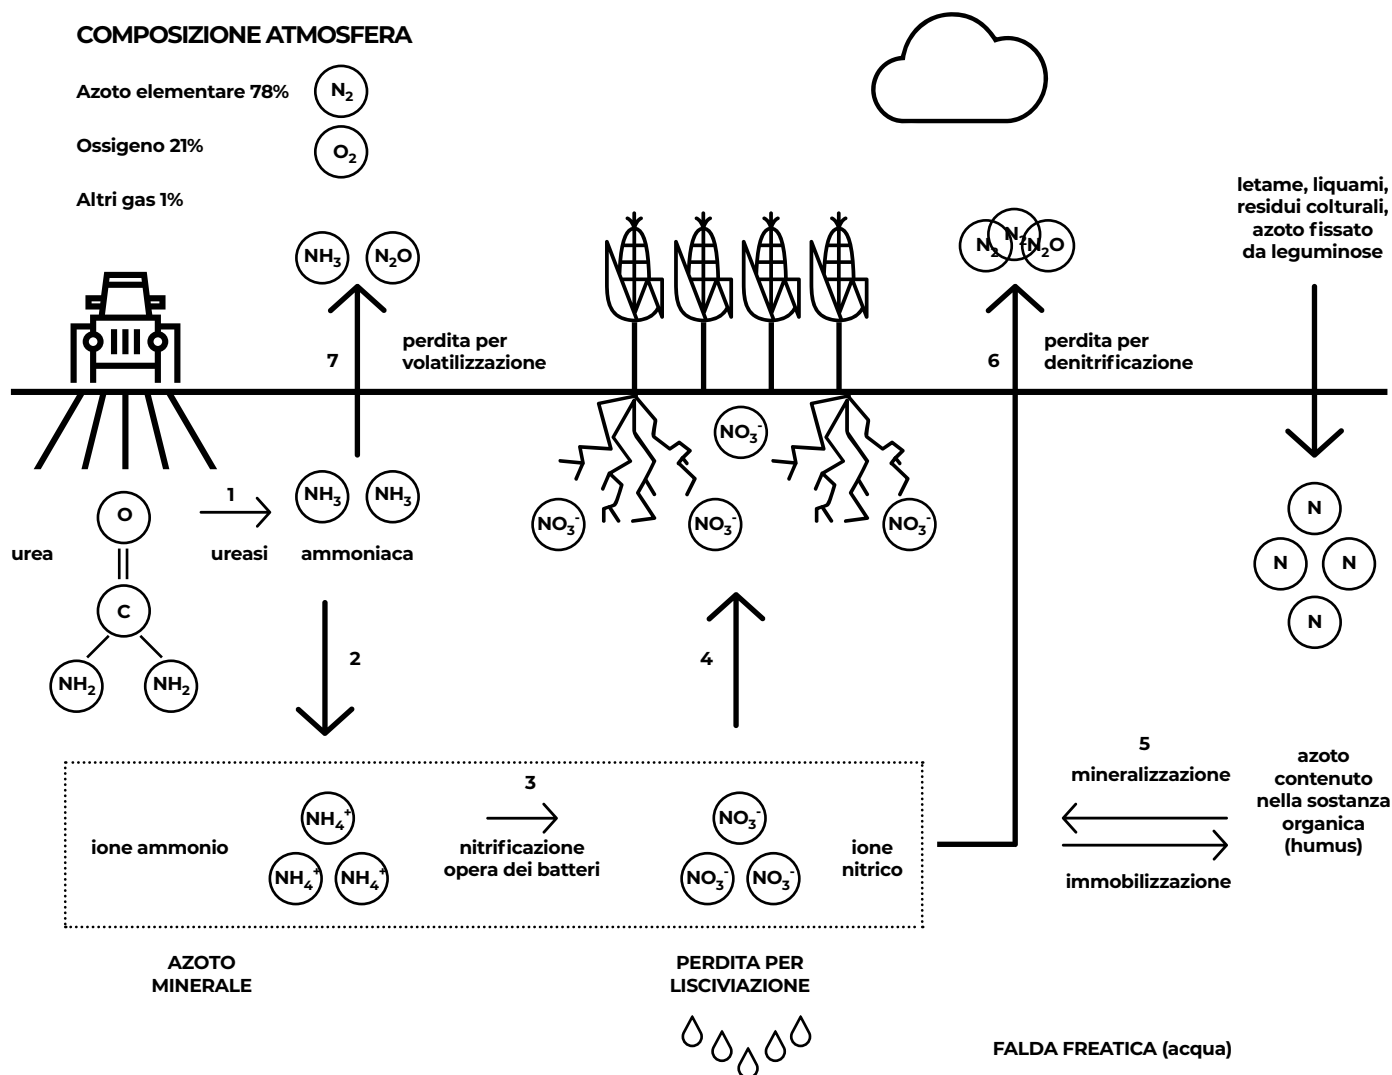 COMPOSIZIONE ATMOSFERA
Azoto elementare 78%
N₂
Ossigeno 21%
O₂
Altri gas 1%
letame, liquami,
residui colturali,
azoto fissato
da leguminose
NH₃
N₂O
N₂
N₂
N₂O
7
perdita per
volatilizzazione
6
perdita per
denitrificazione
NO₃⁻
NO₃⁻
NO₃⁻
NO₃⁻
1
ureasi
urea
O
C
NH₂
NH₂
NH₃
NH₃
ammoniaca
N
N
N
N
2
4
5
mineralizzazione
immobilizzazione
azoto
contenuto
nella sostanza
organica
(humus)
ione ammonio
NH₄⁺
NH₄⁺
NH₄⁺
3
nitrificazione
opera dei batteri
NO₃⁻
NO₃⁻
NO₃⁻
ione
nitrico
AZOTO
MINERALE
PERDITA PER
LISCIVIAZIONE
FALDA FREATICA (acqua)